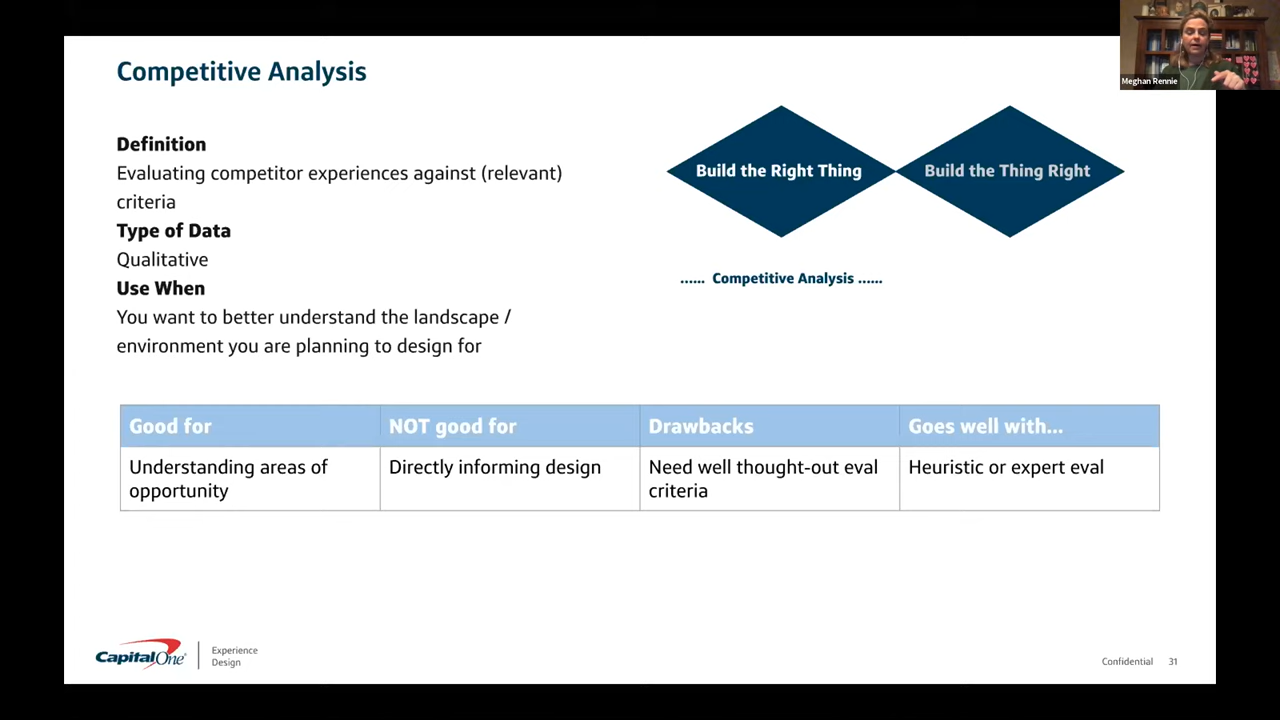 Competitive Analysis
Meghan Rennie
Definition
Evaluating competitor experiences against (relevant)
criteria
Type of Data
Qualitative
Use When
You want to better understand the landscape /
environment you are planning to design for
Build the Right Thing
Build the Thing Right
...... Competitive Analysis ......
Good for
NOT good for
Drawbacks
Goes well with...
Understanding areas of
opportunity
Directly informing design
Need well thought-out eval
criteria
Heuristic or expert eval
Capital One
Experience
Design
Confidential 31